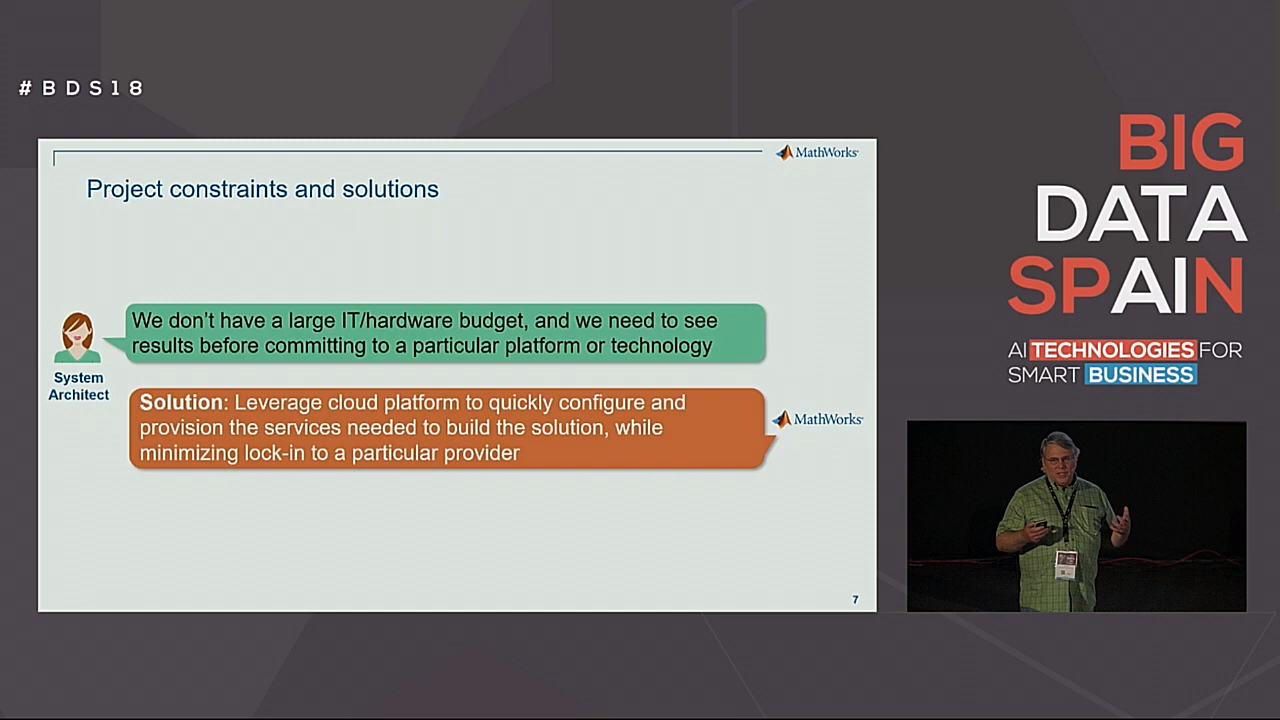 #BDS18
MathWorks
Project constraints and solutions
We don't have a large IT/hardware budget, and we need to see
results before committing to a particular platform or technology
System
Architect
Solution: Leverage cloud platform to quickly configure and
provision the services needed to build the solution, while
minimizing lock-in to a particular provider
MathWorks
7
BIG
DATA
SPAIN
AI TECHNOLOGIES FOR
SMART BUSINESS